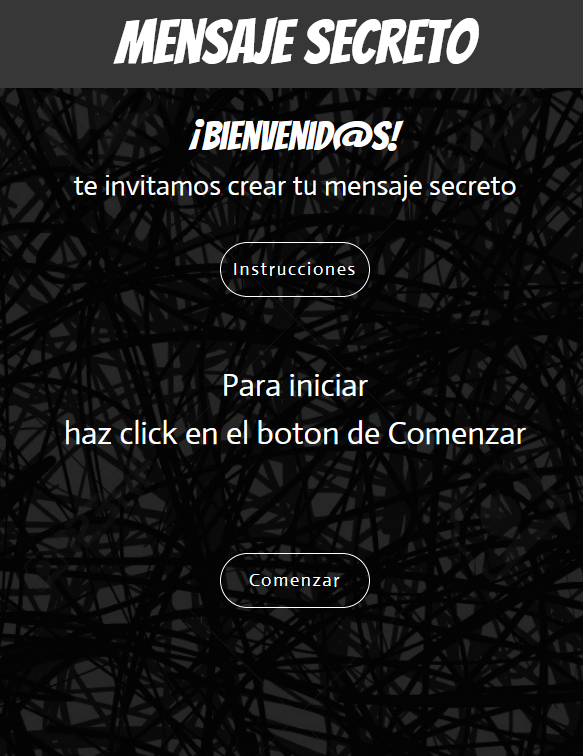 MENSAJE SECRETO
¡BIENVENID@S!
te invitamos crear tu mensaje secreto
Instrucciones
Para iniciar
haz click en el boton de Comenzar
Comenzar